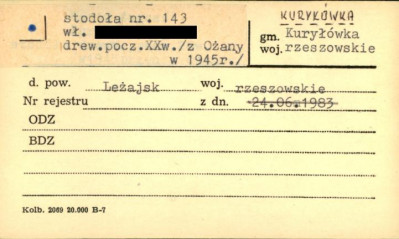 stodoła nr. 143
wł.
drew.pocz.XXw./z Ożany
w 1945r./
KURYŁÓWKA
gm. Kuryłówka
woj. rzeszowskie
d. pow. Leżajsk woj. rzeszowskie
Nr rejestru z dn. 24.06.1983
ODZ
BDZ
Kolb. 2069 20.000 B-7